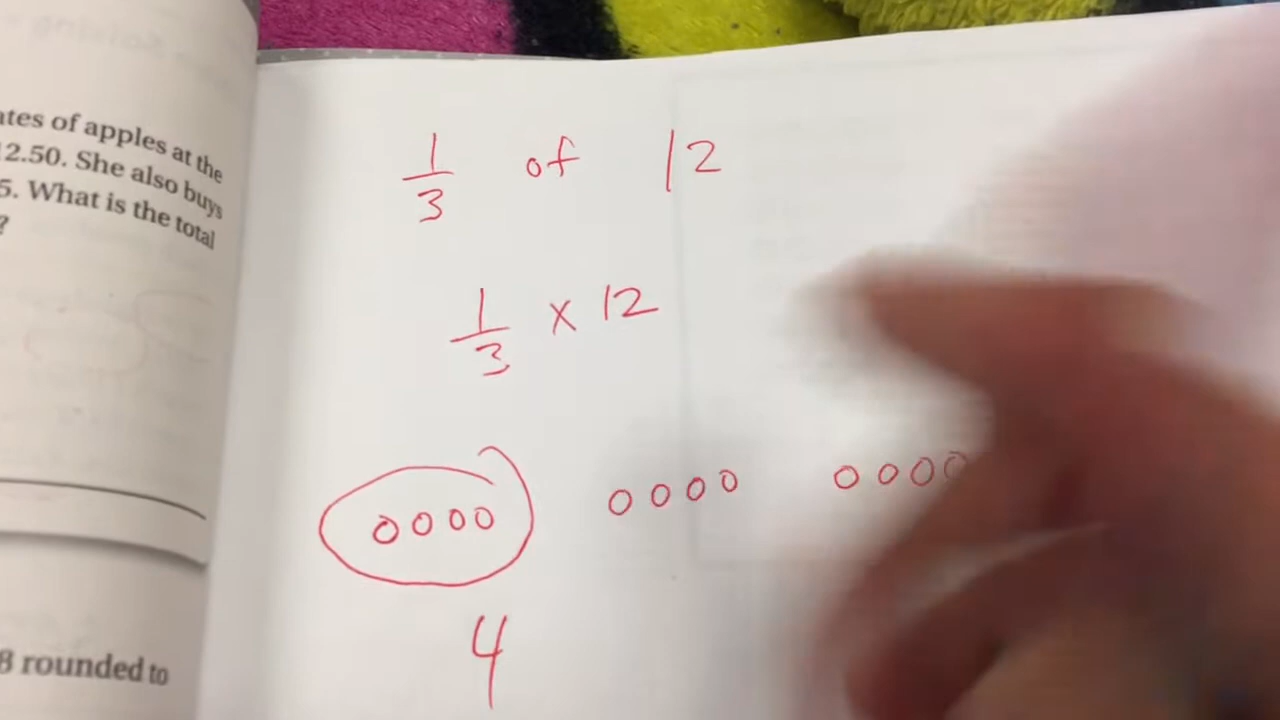 ates of apples at the
12.50. She also buys
5. What is the total
?
8 rounded to
1/3 of 12
1/3 x 12
0000 0000 0000
4